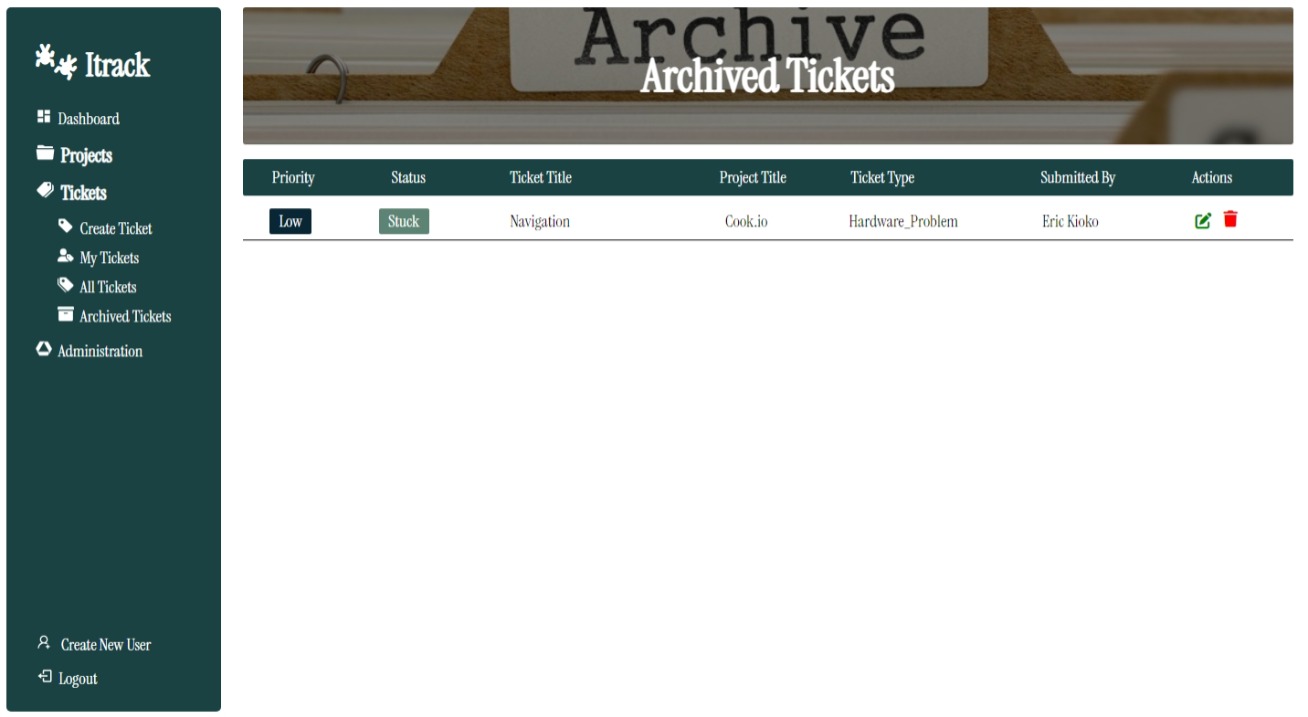 Itrack
Dashboard
Projects
Tickets
Create Ticket
My Tickets
All Tickets
Archived Tickets
Administration
Create New User
Logout
Archive
Archived Tickets
Priority Status Ticket Title Project Title Ticket Type Submitted By Actions
Low Stuck Navigation Cook.io Hardware_Problem Eric Kioko